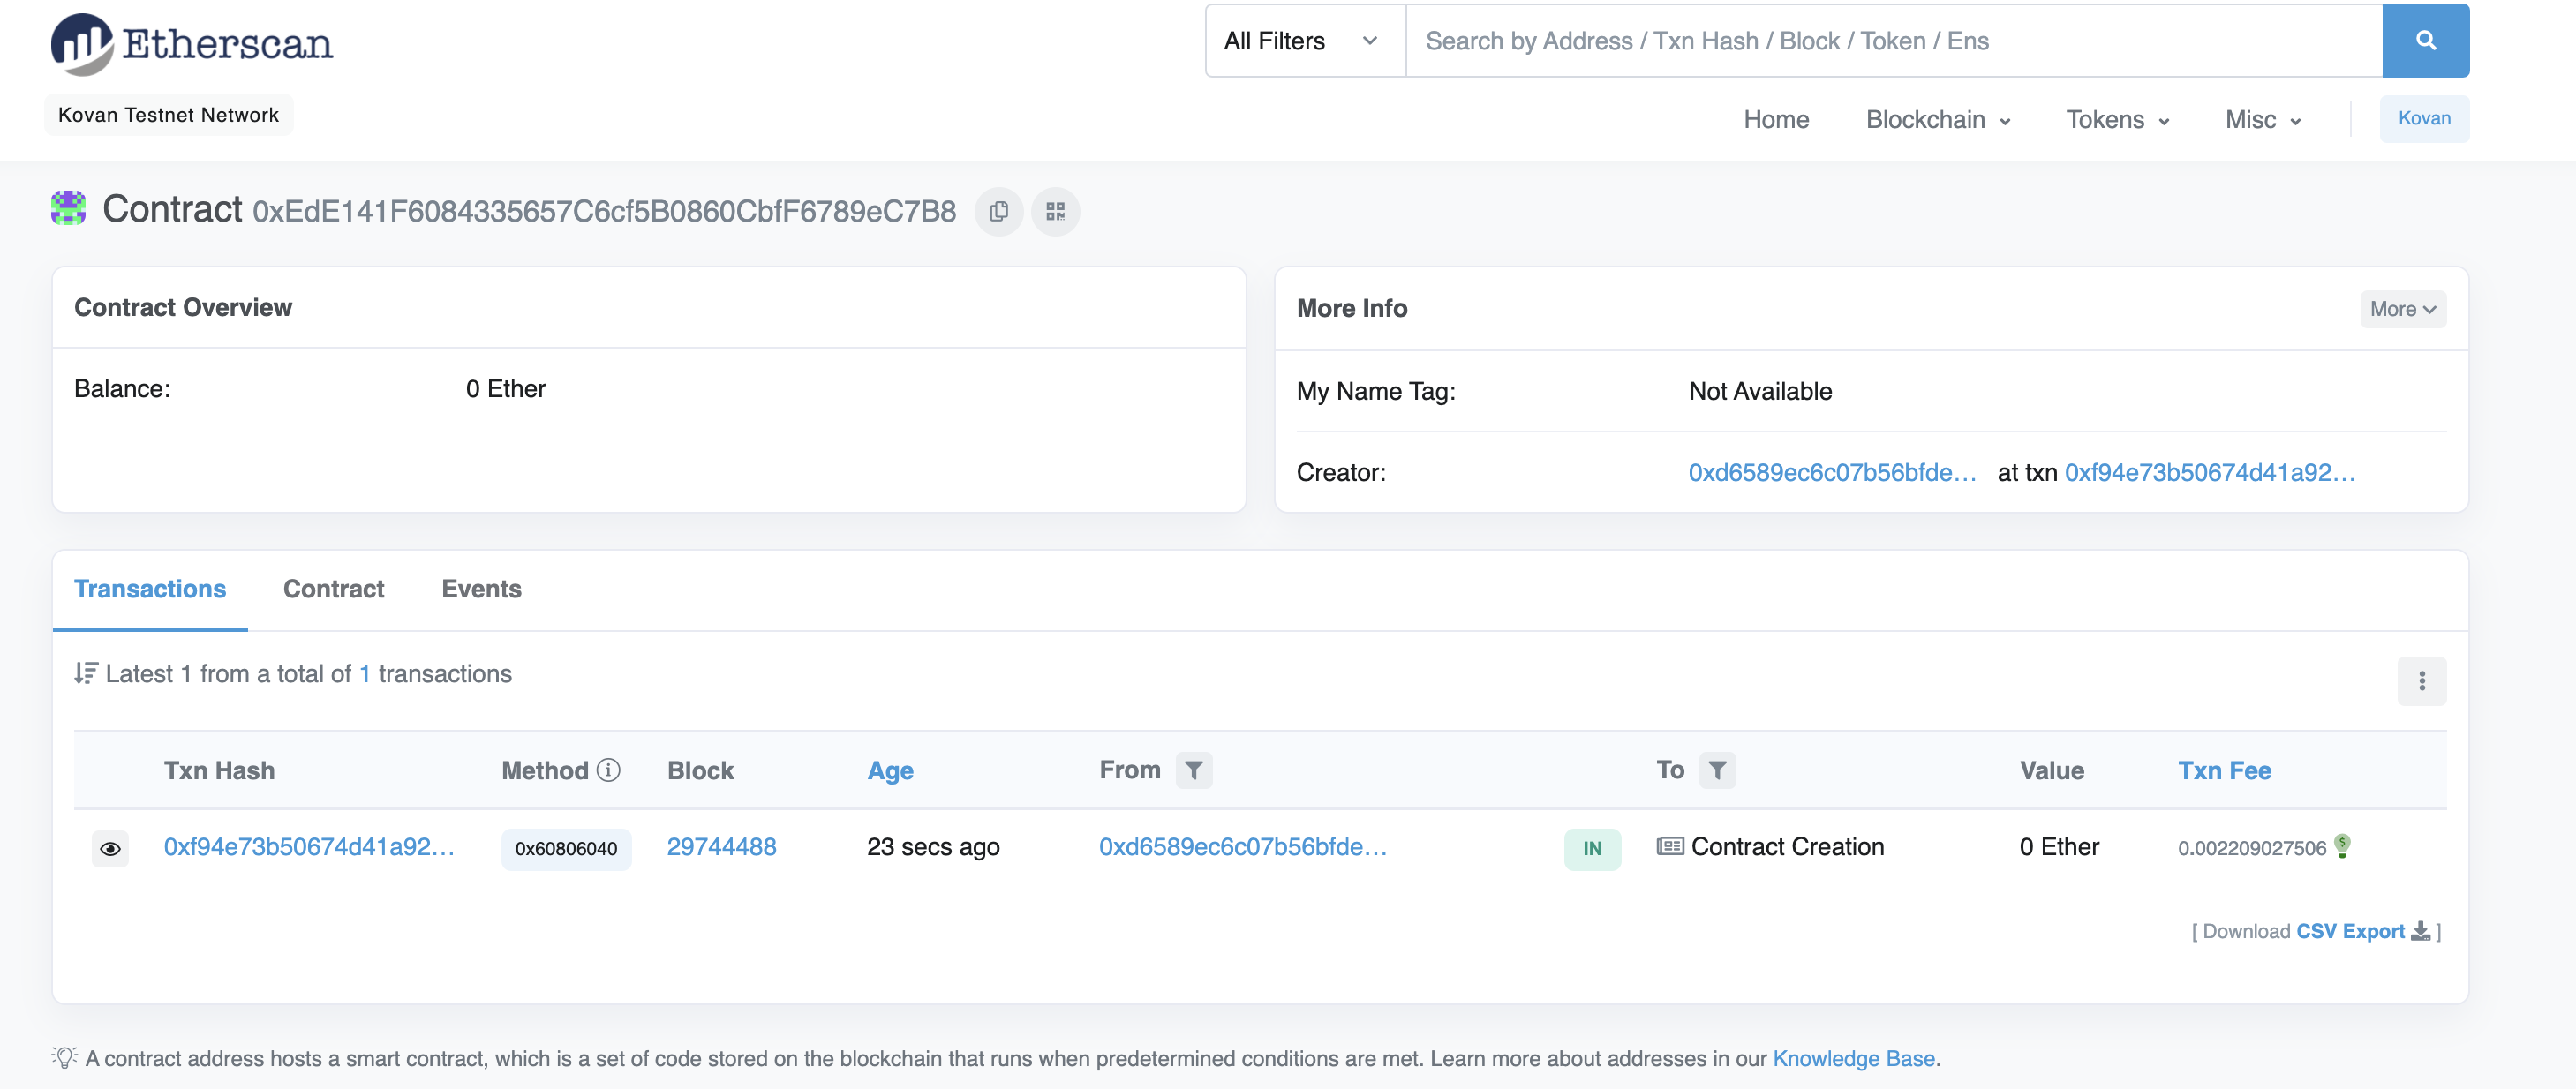 Etherscan
All Filters
Search by Address / Txn Hash / Block / Token / Ens
Kovan Testnet Network
Home
Blockchain
Tokens
Misc
Kovan
Contract 0xEdE141F6084335657C6cf5B0860CbfF6789eC7B8
Contract Overview
Balance: 0 Ether
More Info
More
My Name Tag: Not Available
Creator: 0xd6589ec6c07b56bfde... at txn 0xf94e73b50674d41a92...
Transactions
Contract
Events
Latest 1 from a total of 1 transactions
Txn Hash Method Block Age From To Value Txn Fee
0xf94e73b50674d41a92... 0x60806040 29744488 23 secs ago 0xd6589ec6c07b56bfde... IN Contract Creation 0 Ether 0.002209027506
[ Download CSV Export ]
A contract address hosts a smart contract, which is a set of code stored on the blockchain that runs when predetermined conditions are met. Learn more about addresses in our Knowledge Base.